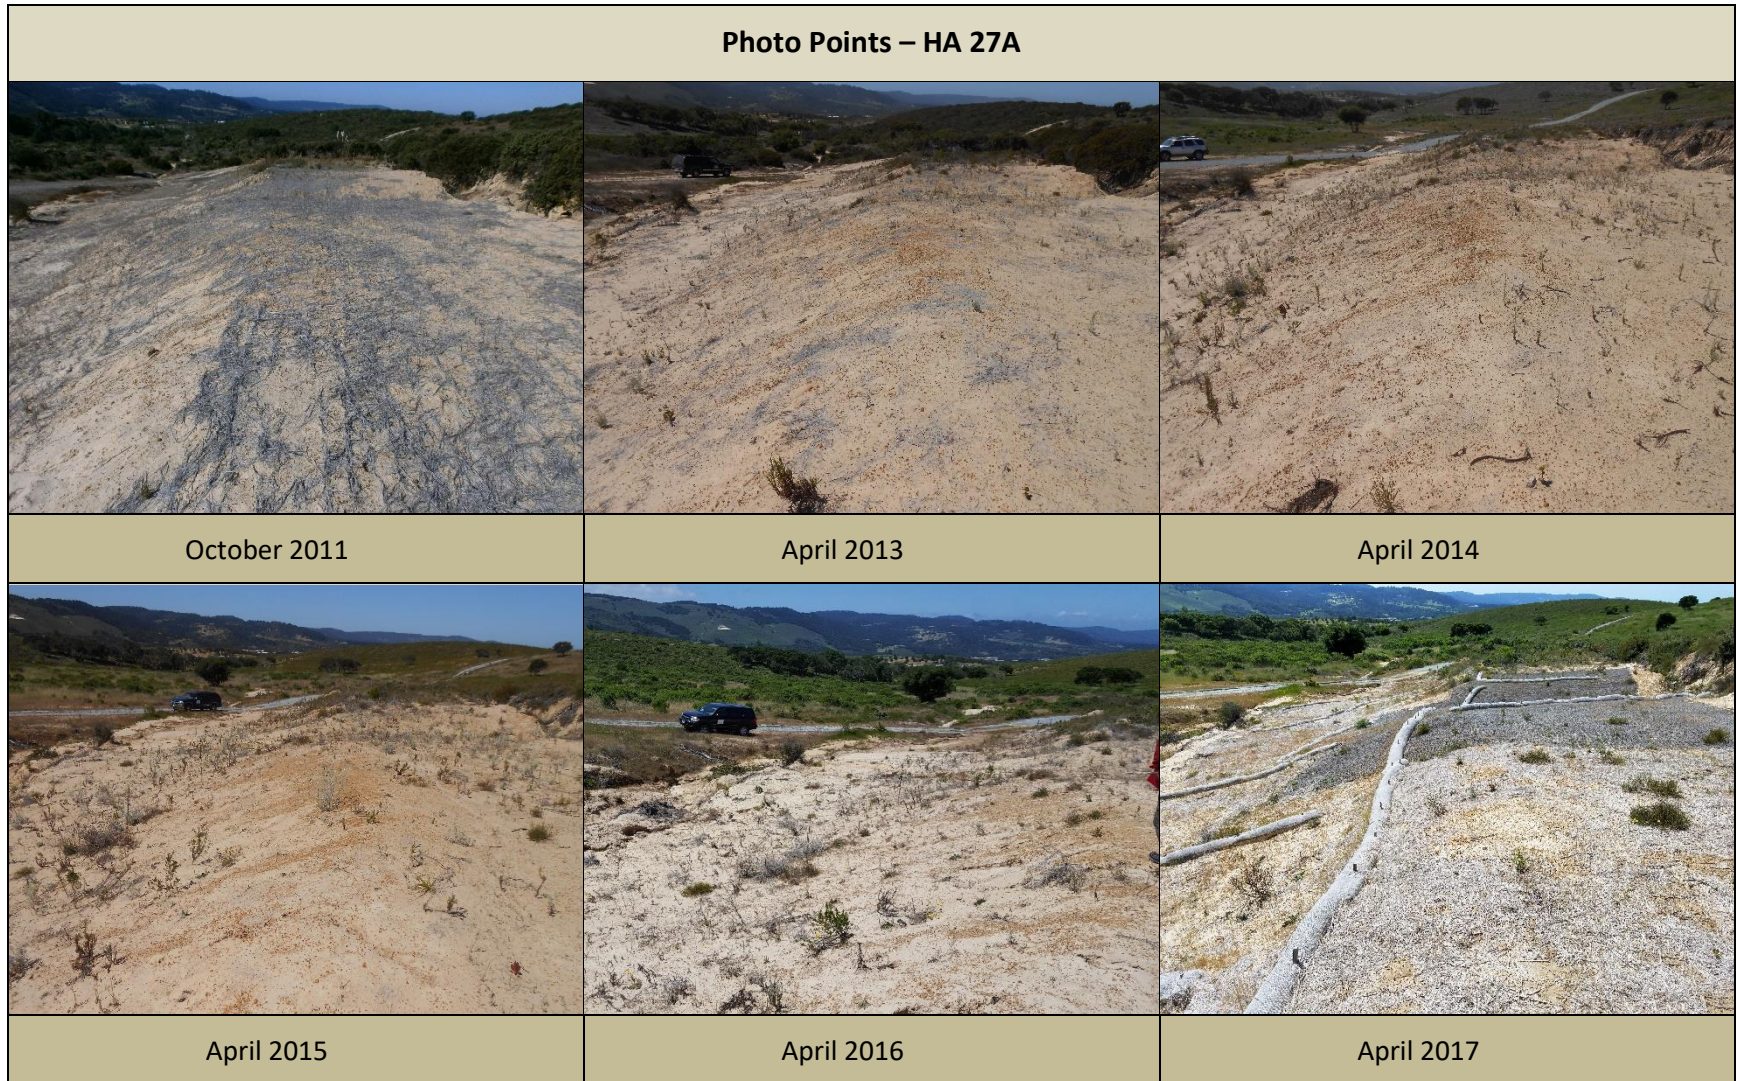 Photo Points – HA 27A
October 2011
April 2013
April 2014
April 2015
April 2016
April 2017